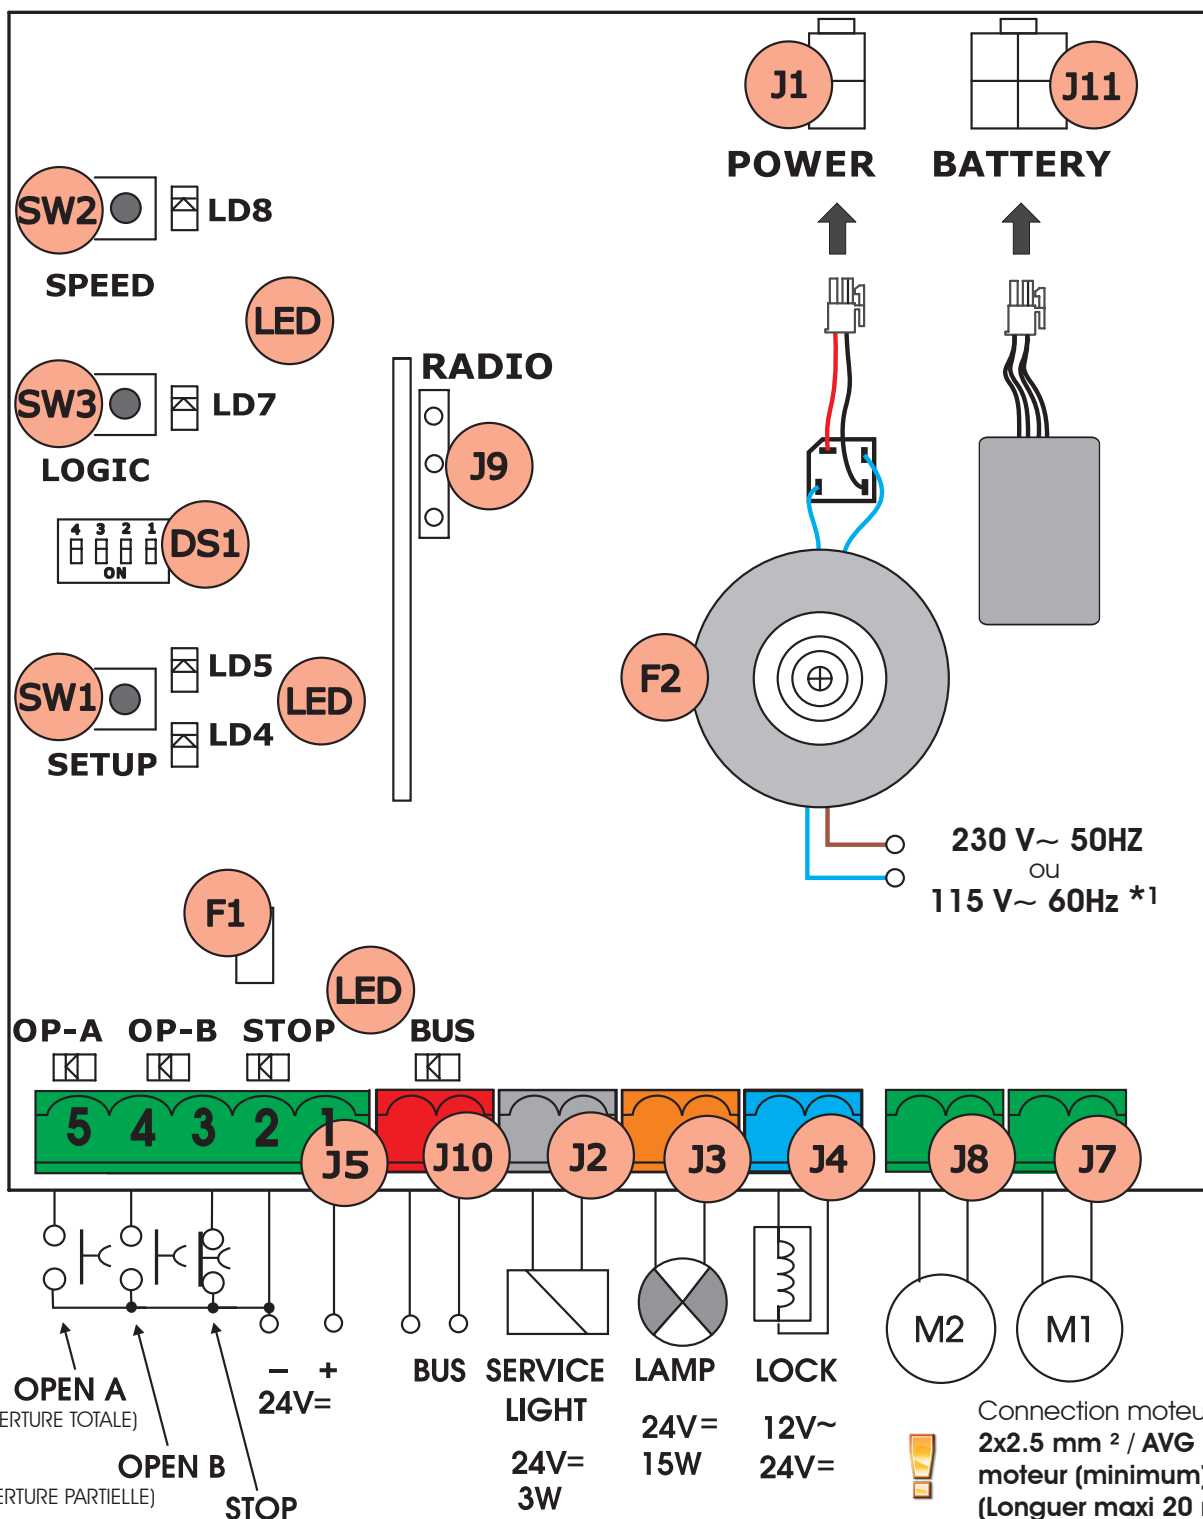 J1
J11
POWER
BATTERY
SW2
LD8
SPEED
LED
RADIO
SW3
LD7
LOGIC
J9
4 3 2 1
ON
DS1
LD5
SW1
LED
LD4
SETUP
F2
230 V~ 50HZ
ou
115 V~ 60Hz *1
F1
LED
OP-A OP-B STOP BUS
5 4 3 2 1
J5 J10 J2 J3 J4 J8 J7
M2 M1
− +
24V=
BUS
SERVICE
LIGHT
24V=
3W
LAMP
24V=
15W
LOCK
12V~
24V=
OPEN A
ERTURE TOTALE)
OPEN B
ERTURE PARTIELLE)
STOP
Connection moteu
2x2.5 mm ² / AVG
moteur (minimum)
(Longuer maxi 20